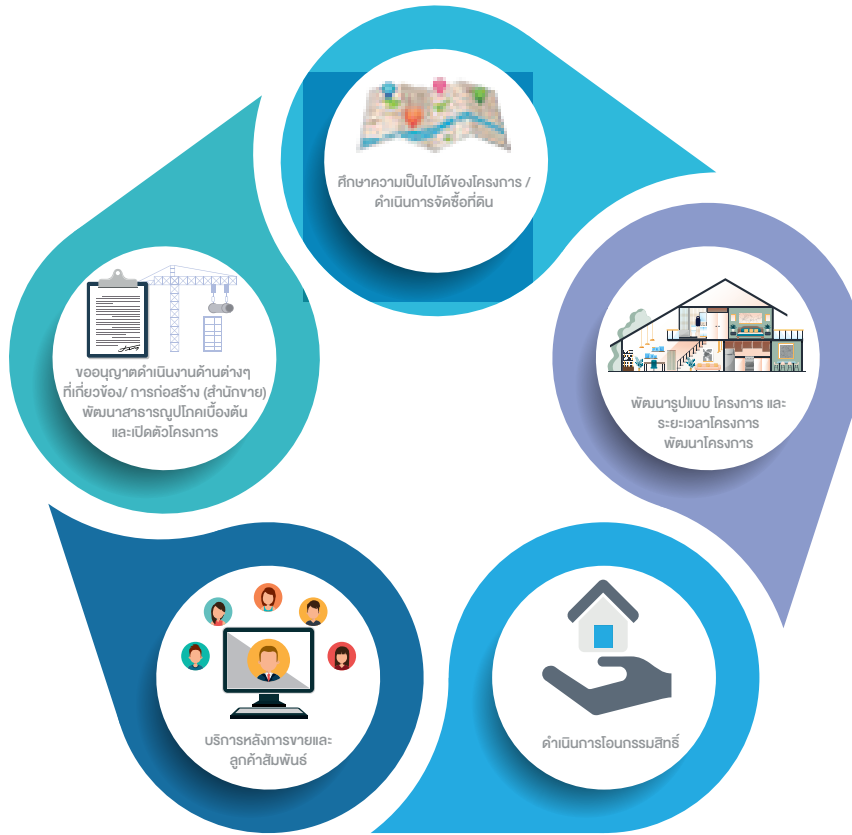 ศึกษาความเป็นไปได้ของโครงการ /
ดำเนินการจัดซื้อที่ดิน
พัฒนารูปแบบ โครงการ และ
ระยะเวลาโครงการ
พัฒนาโครงการ
ดำเนินการโอนกรรมสิทธิ์
บริการหลังการขายและ
ลูกค้าสัมพันธ์
ขออนุญาตดำเนินงานด้านต่างๆ
ที่เกี่ยวข้อง/ การก่อสร้าง (สำนักขาย)
พัฒนาสาธารณูปโภคเบื้องต้น
และเปิดตัวโครงการ